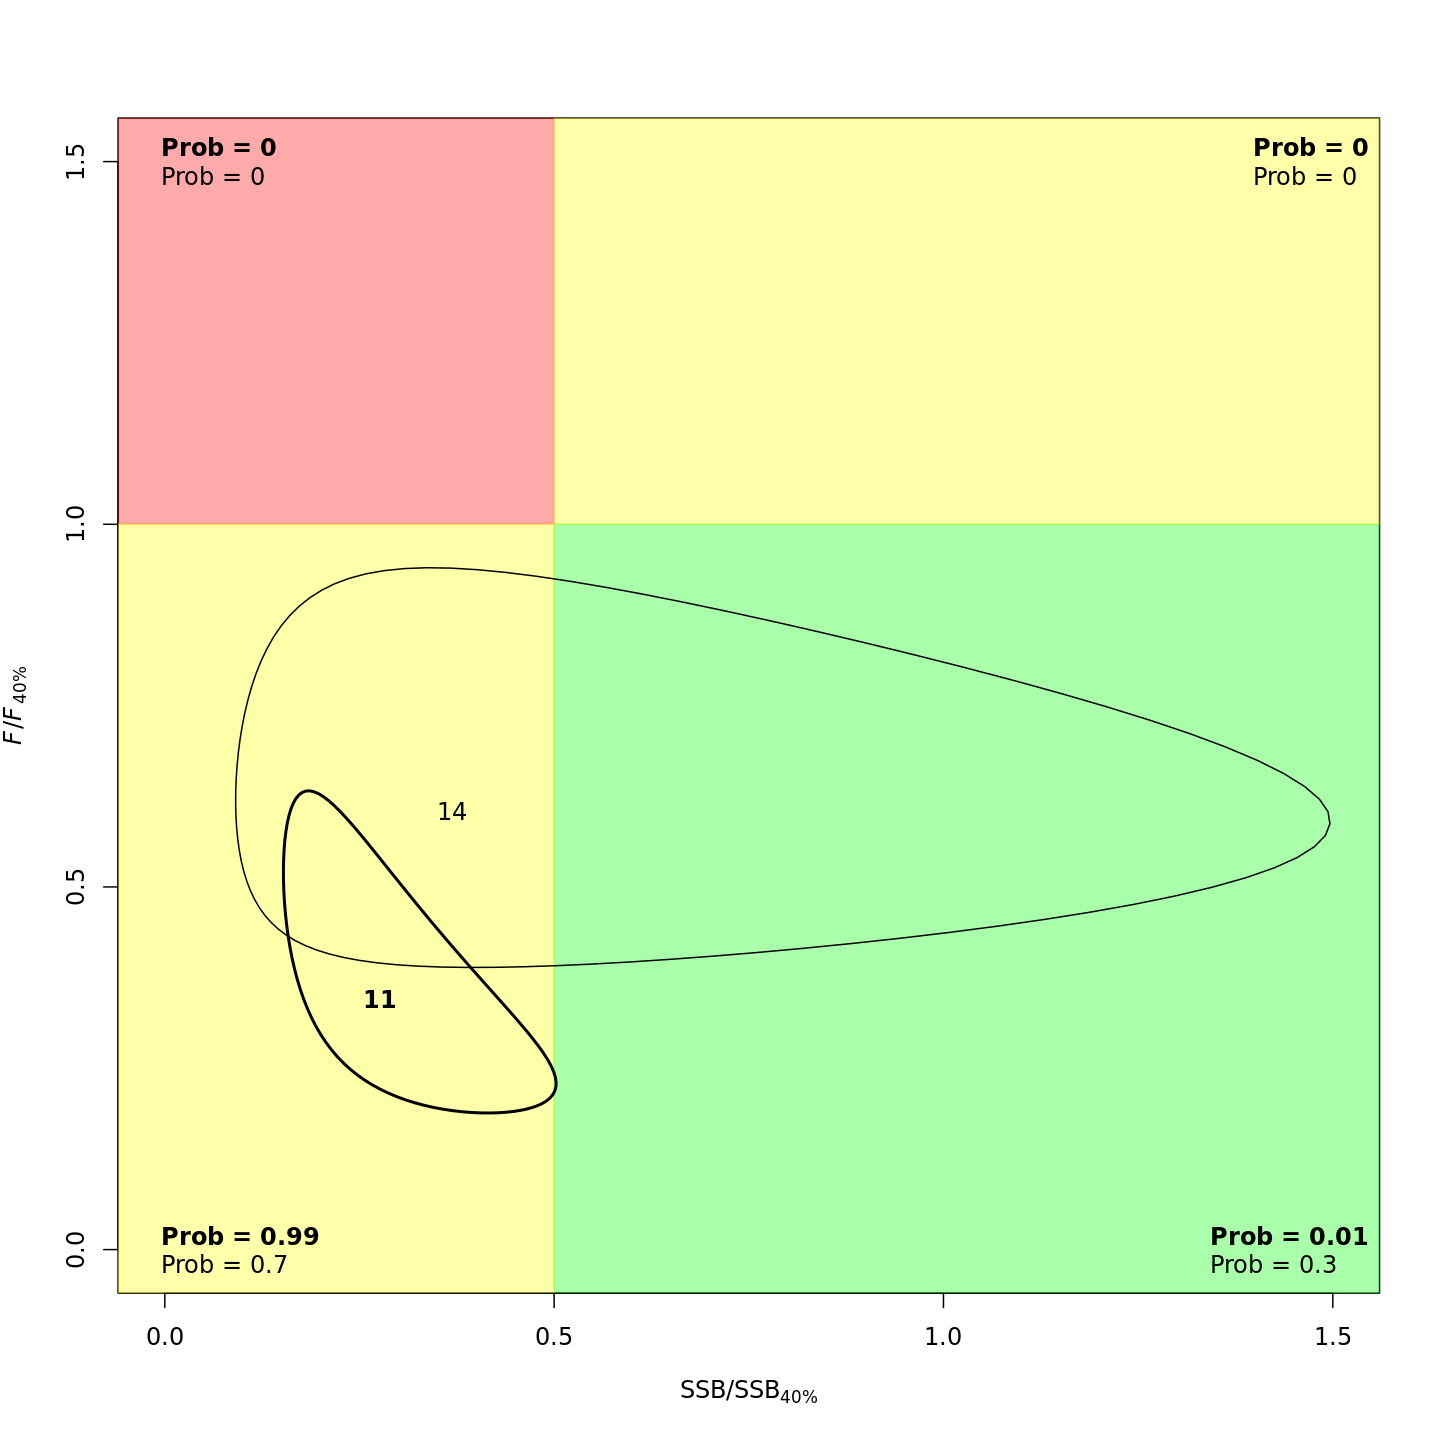 Prob = 0
Prob = 0
Prob = 0
Prob = 0
1.5
1.0
0.5
0.0
F/F40%
14
11
Prob = 0.99
Prob = 0.7
Prob = 0.01
Prob = 0.3
0.0 0.5 1.0 1.5
SSB/SSB40%